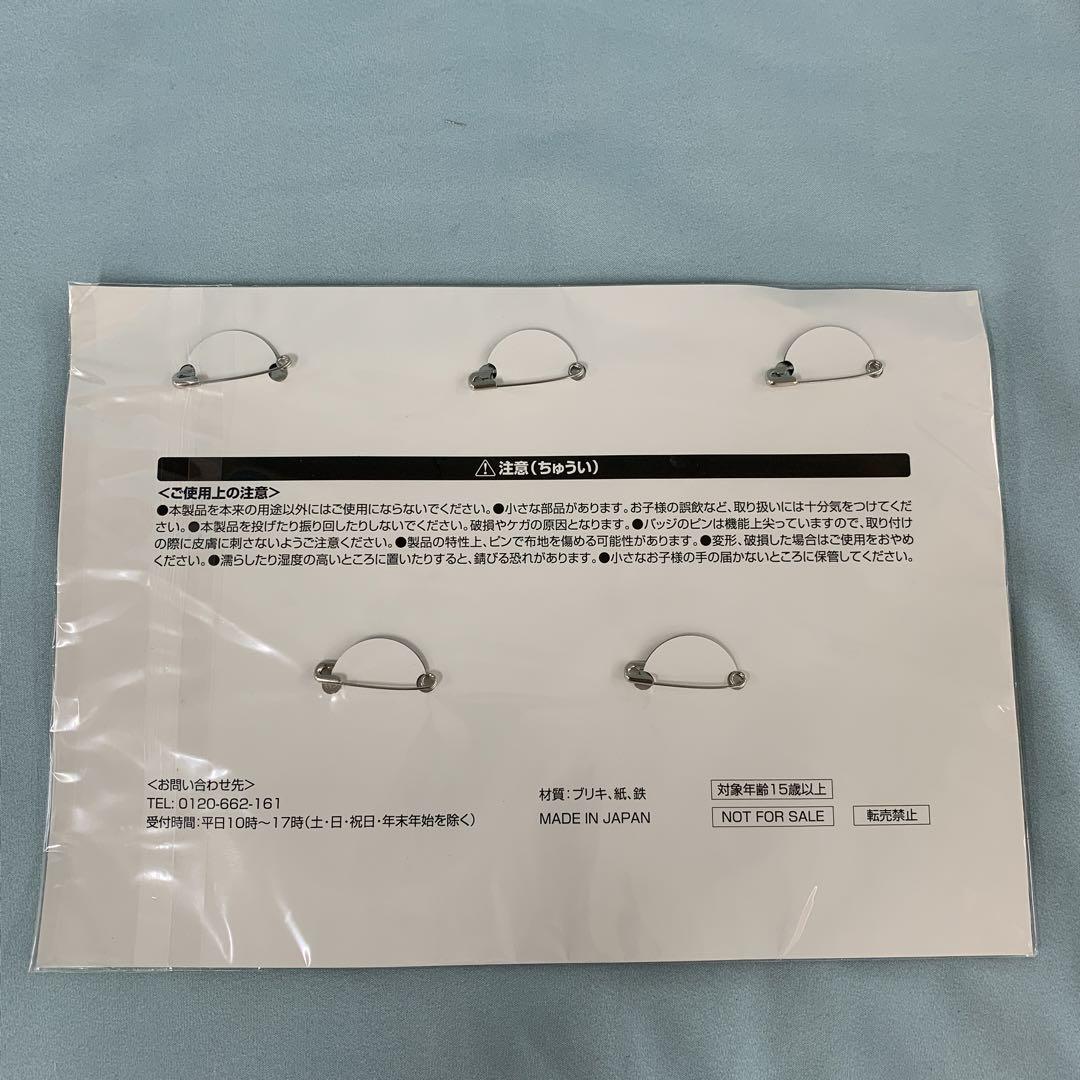 ⚠注意(ちゅうい)
<ご使用上の注意>
●本製品を本来の用途以外にはご使用にならないでください。●小さな部品があります。お子様の誤飲など、取り扱いには十分気をつけてくだ
さい。●本製品を投げたり振り回したりしないでください。破損やケガの原因となります。●バッジのピンは機能上尖っていますので、取り付け
の際に皮膚に刺さないようご注意ください。●製品の特性上、ピンで布地を傷める可能性があります。●変形、破損した場合はご使用をおやめ
ください。●濡らしたり湿度の高いところに置いたりすると、錆びる恐れがあります。●小さなお子様の手の届かないところに保管してください。
<お問い合わせ先>
TEL: 0120-662-161
受付時間:平日10時〜17時(土・日・祝日・年末年始を除く)
材質:ブリキ、紙、鉄
MADE IN JAPAN
対象年齢15歳以上
NOT FOR SALE
転売禁止